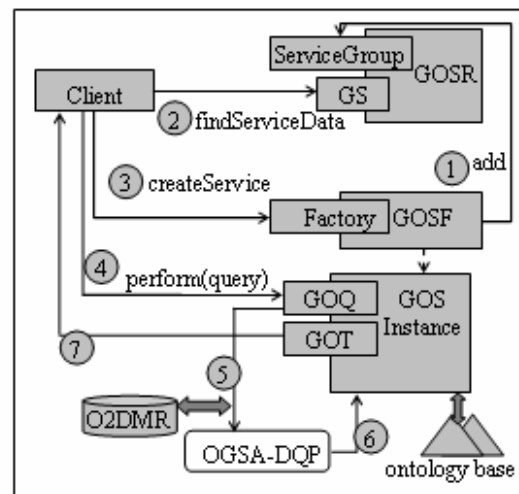 ServiceGroup
GOSR
Client
GS
2 findServiceData
1 add
3 createService
Factory
GOSF
4
perform(query)
GOQ
GOS
Instance
GOT
7
5
O2DMR
6
OGSA-DQP
ontology base